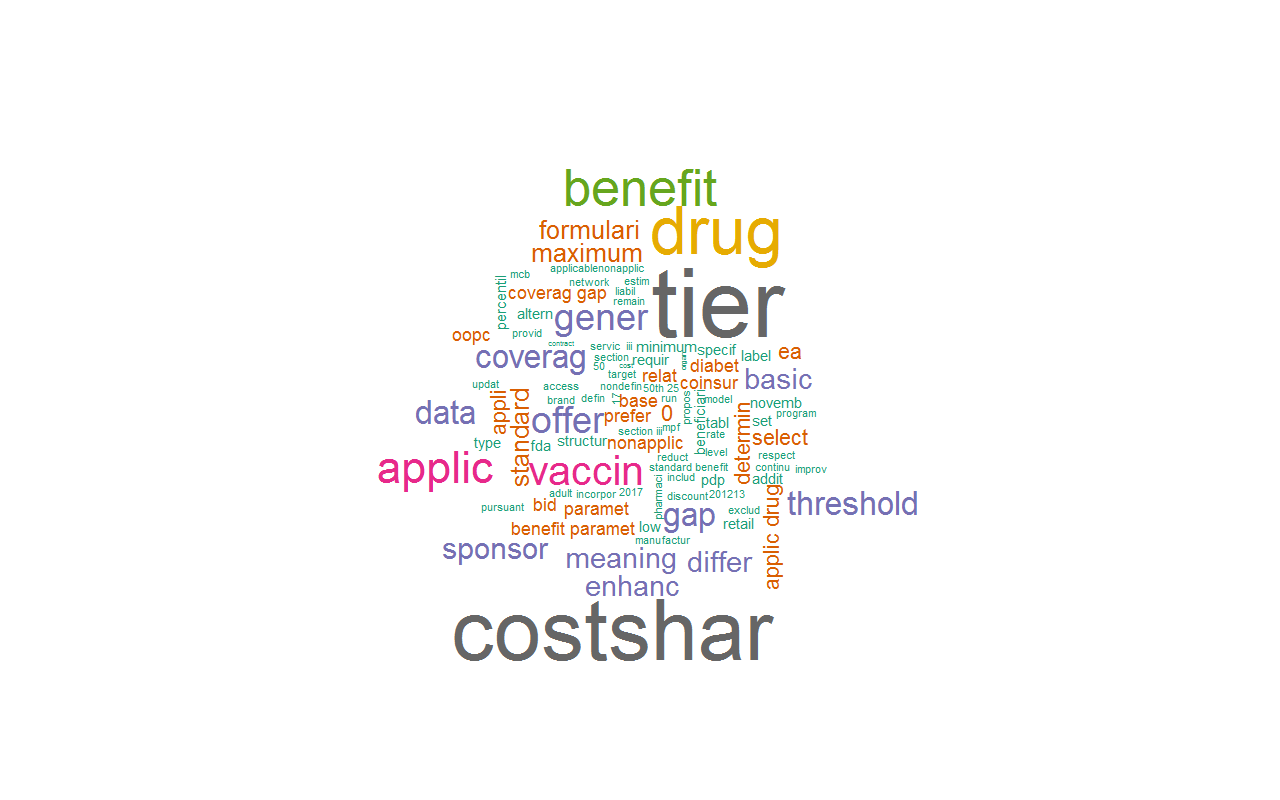 benefit
drug
formulari
maximum
applicablenonapplic
mcb
network
estim
tier
percentil
coverag gap
liabil
remain
altern
gener
oopc
provid
contract
servic
iii
minimum
specif
label
ea
coverag
section
requir
50
cost
diabet
target
relat
coinsur
basic
updat
access
nondefin
50th 25
brand
defin
17
base
run
propos
model
novemb
data
appli
standard
offer
prefer
0
beneficiari
tabl
set
program
determin
section iii
mpf
rate
select
type
fda
structur
nonapplic
level
reduct
respect
applic
vaccin
standard benefit
continu
improv
includ
pdp
addit
pharmaci
adult
incorpor
2017
discount
201213
pursuant
bid
paramet
gap
exclud
applic drug
threshold
benefit paramet
low
retail
manufactur
sponsor
meaning
differ
enhanc
costshar